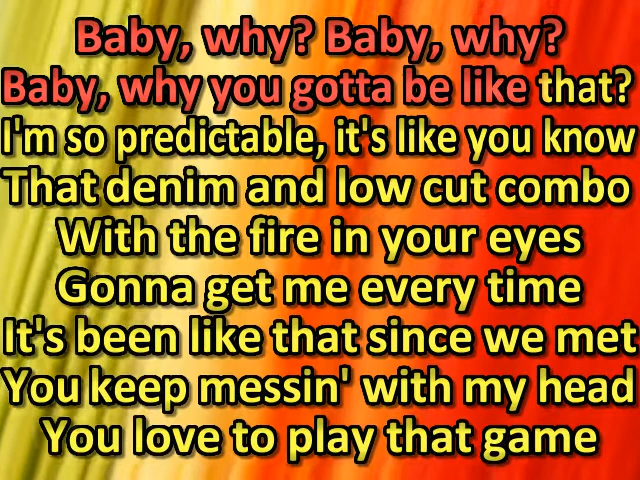 Baby, why? Baby, why?
Baby, why you gotta be like that?
I'm so predictable, it's like you know
That denim and low cut combo
With the fire in your eyes
Gonna get me every time
It's been like that since we met
You keep messin' with my head
You love to play that game